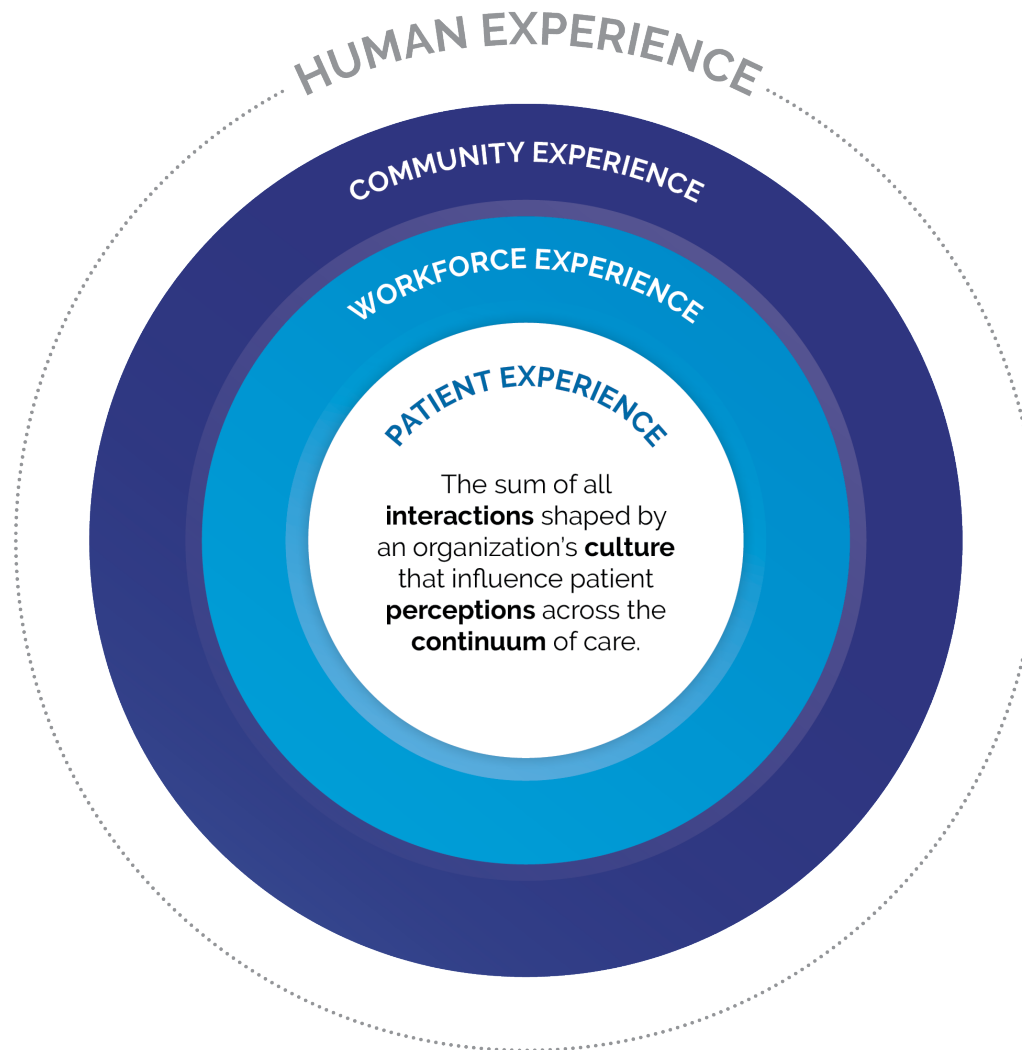 HUMAN EXPERIENCE
COMMUNITY EXPERIENCE
WORKFORCE EXPERIENCE
PATIENT EXPERIENCE
The sum of all
interactions shaped by
an organization’s culture
that influence patient
perceptions across the
continuum of care.